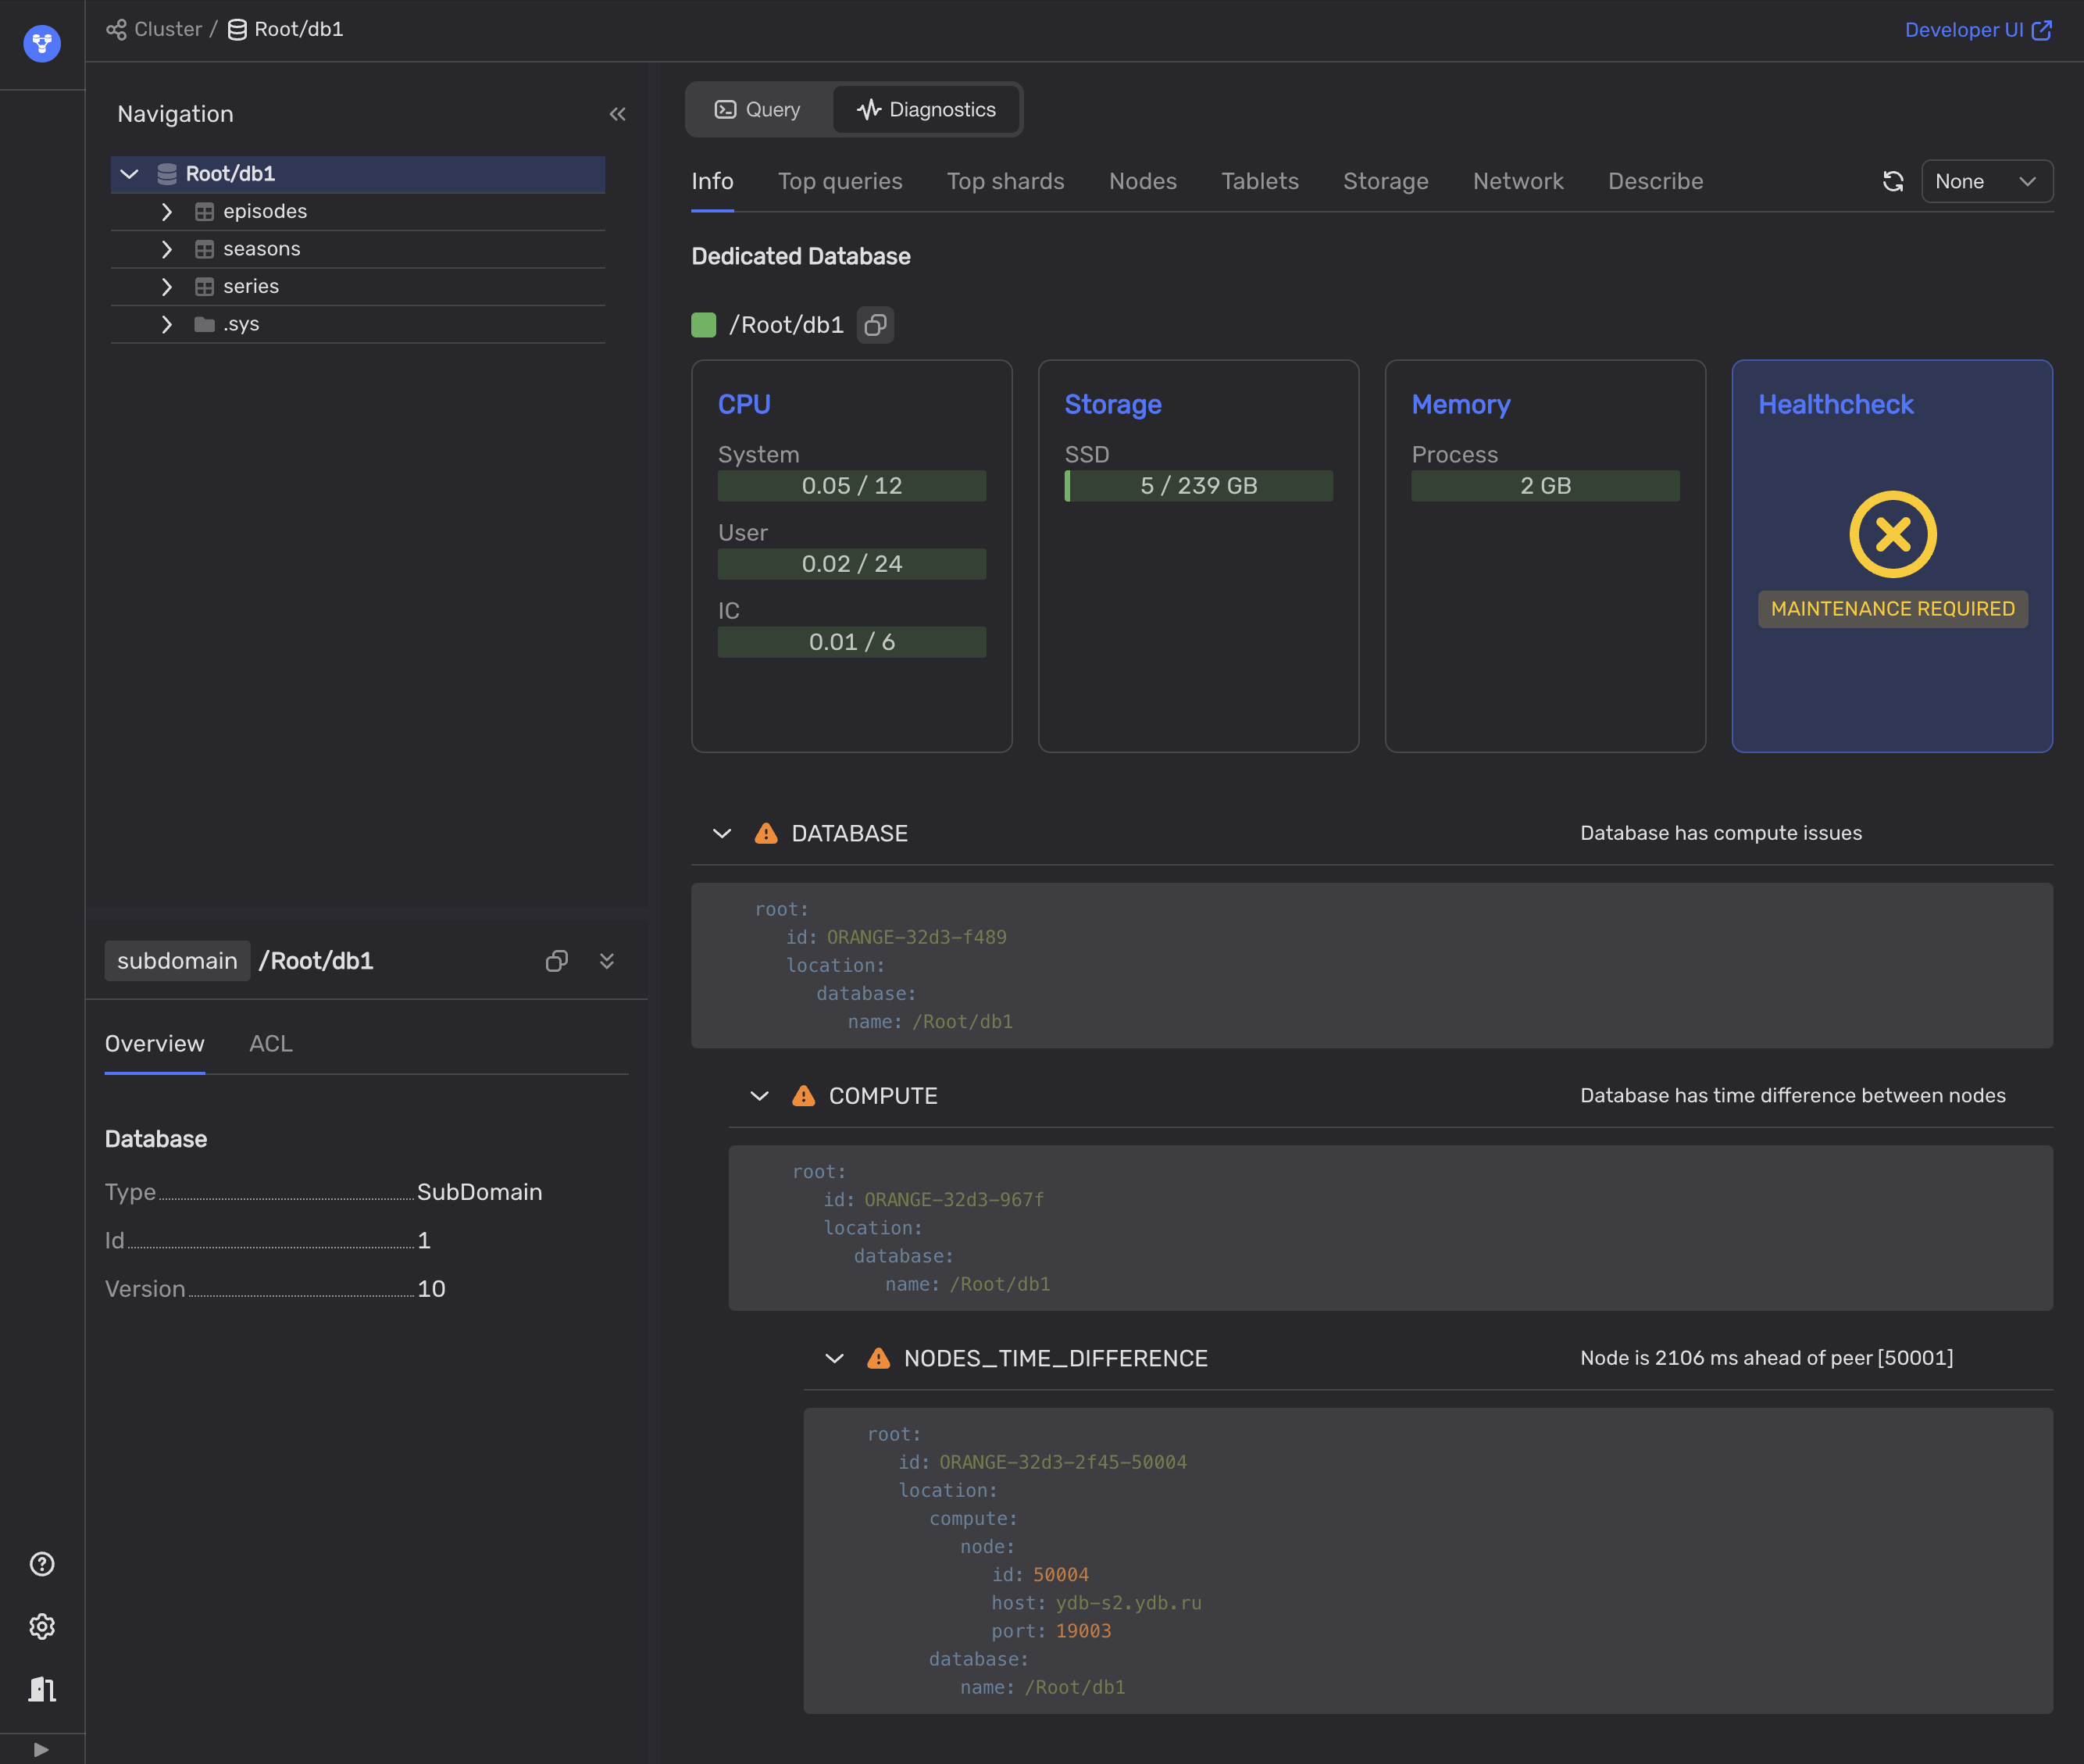 Cluster / Root/db1
Developer UI
Navigation
Root/db1
episodes
seasons
series
.sys
subdomain /Root/db1
Overview ACL
Database
Type SubDomain
Id 1
Version 10
Query Diagnostics
Info Top queries Top shards Nodes Tablets Storage Network Describe None
Dedicated Database
/Root/db1
CPU
System
0.05 / 12
User
0.02 / 24
IC
0.01 / 6
Storage
SSD
5 / 239 GB
Memory
Process
2 GB
Healthcheck
MAINTENANCE REQUIRED
DATABASE Database has compute issues
root:
id: ORANGE-32d3-f489
location:
database:
name: /Root/db1
COMPUTE Database has time difference between nodes
root:
id: ORANGE-32d3-967f
location:
database:
name: /Root/db1
NODES_TIME_DIFFERENCE Node is 2106 ms ahead of peer [50001]
root:
id: ORANGE-32d3-2f45-50004
location:
compute:
node:
id: 50004
host: ydb-s2.ydb.ru
port: 19003
database:
name: /Root/db1